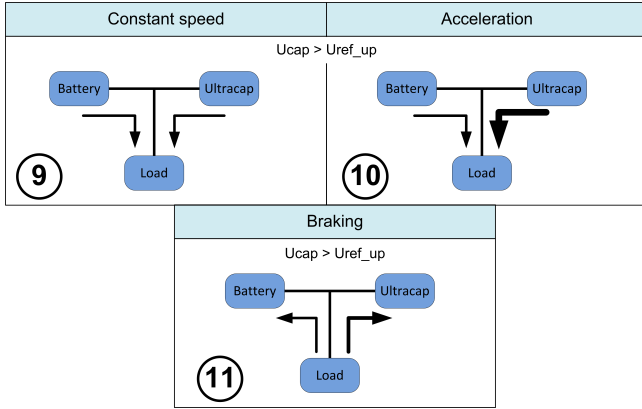 Constant speed
Acceleration
Ucap > Uref_up
Battery
Ultracap
Battery
Ultracap
Load
Load
9
10
Braking
Ucap > Uref_up
Battery
Ultracap
Load
11